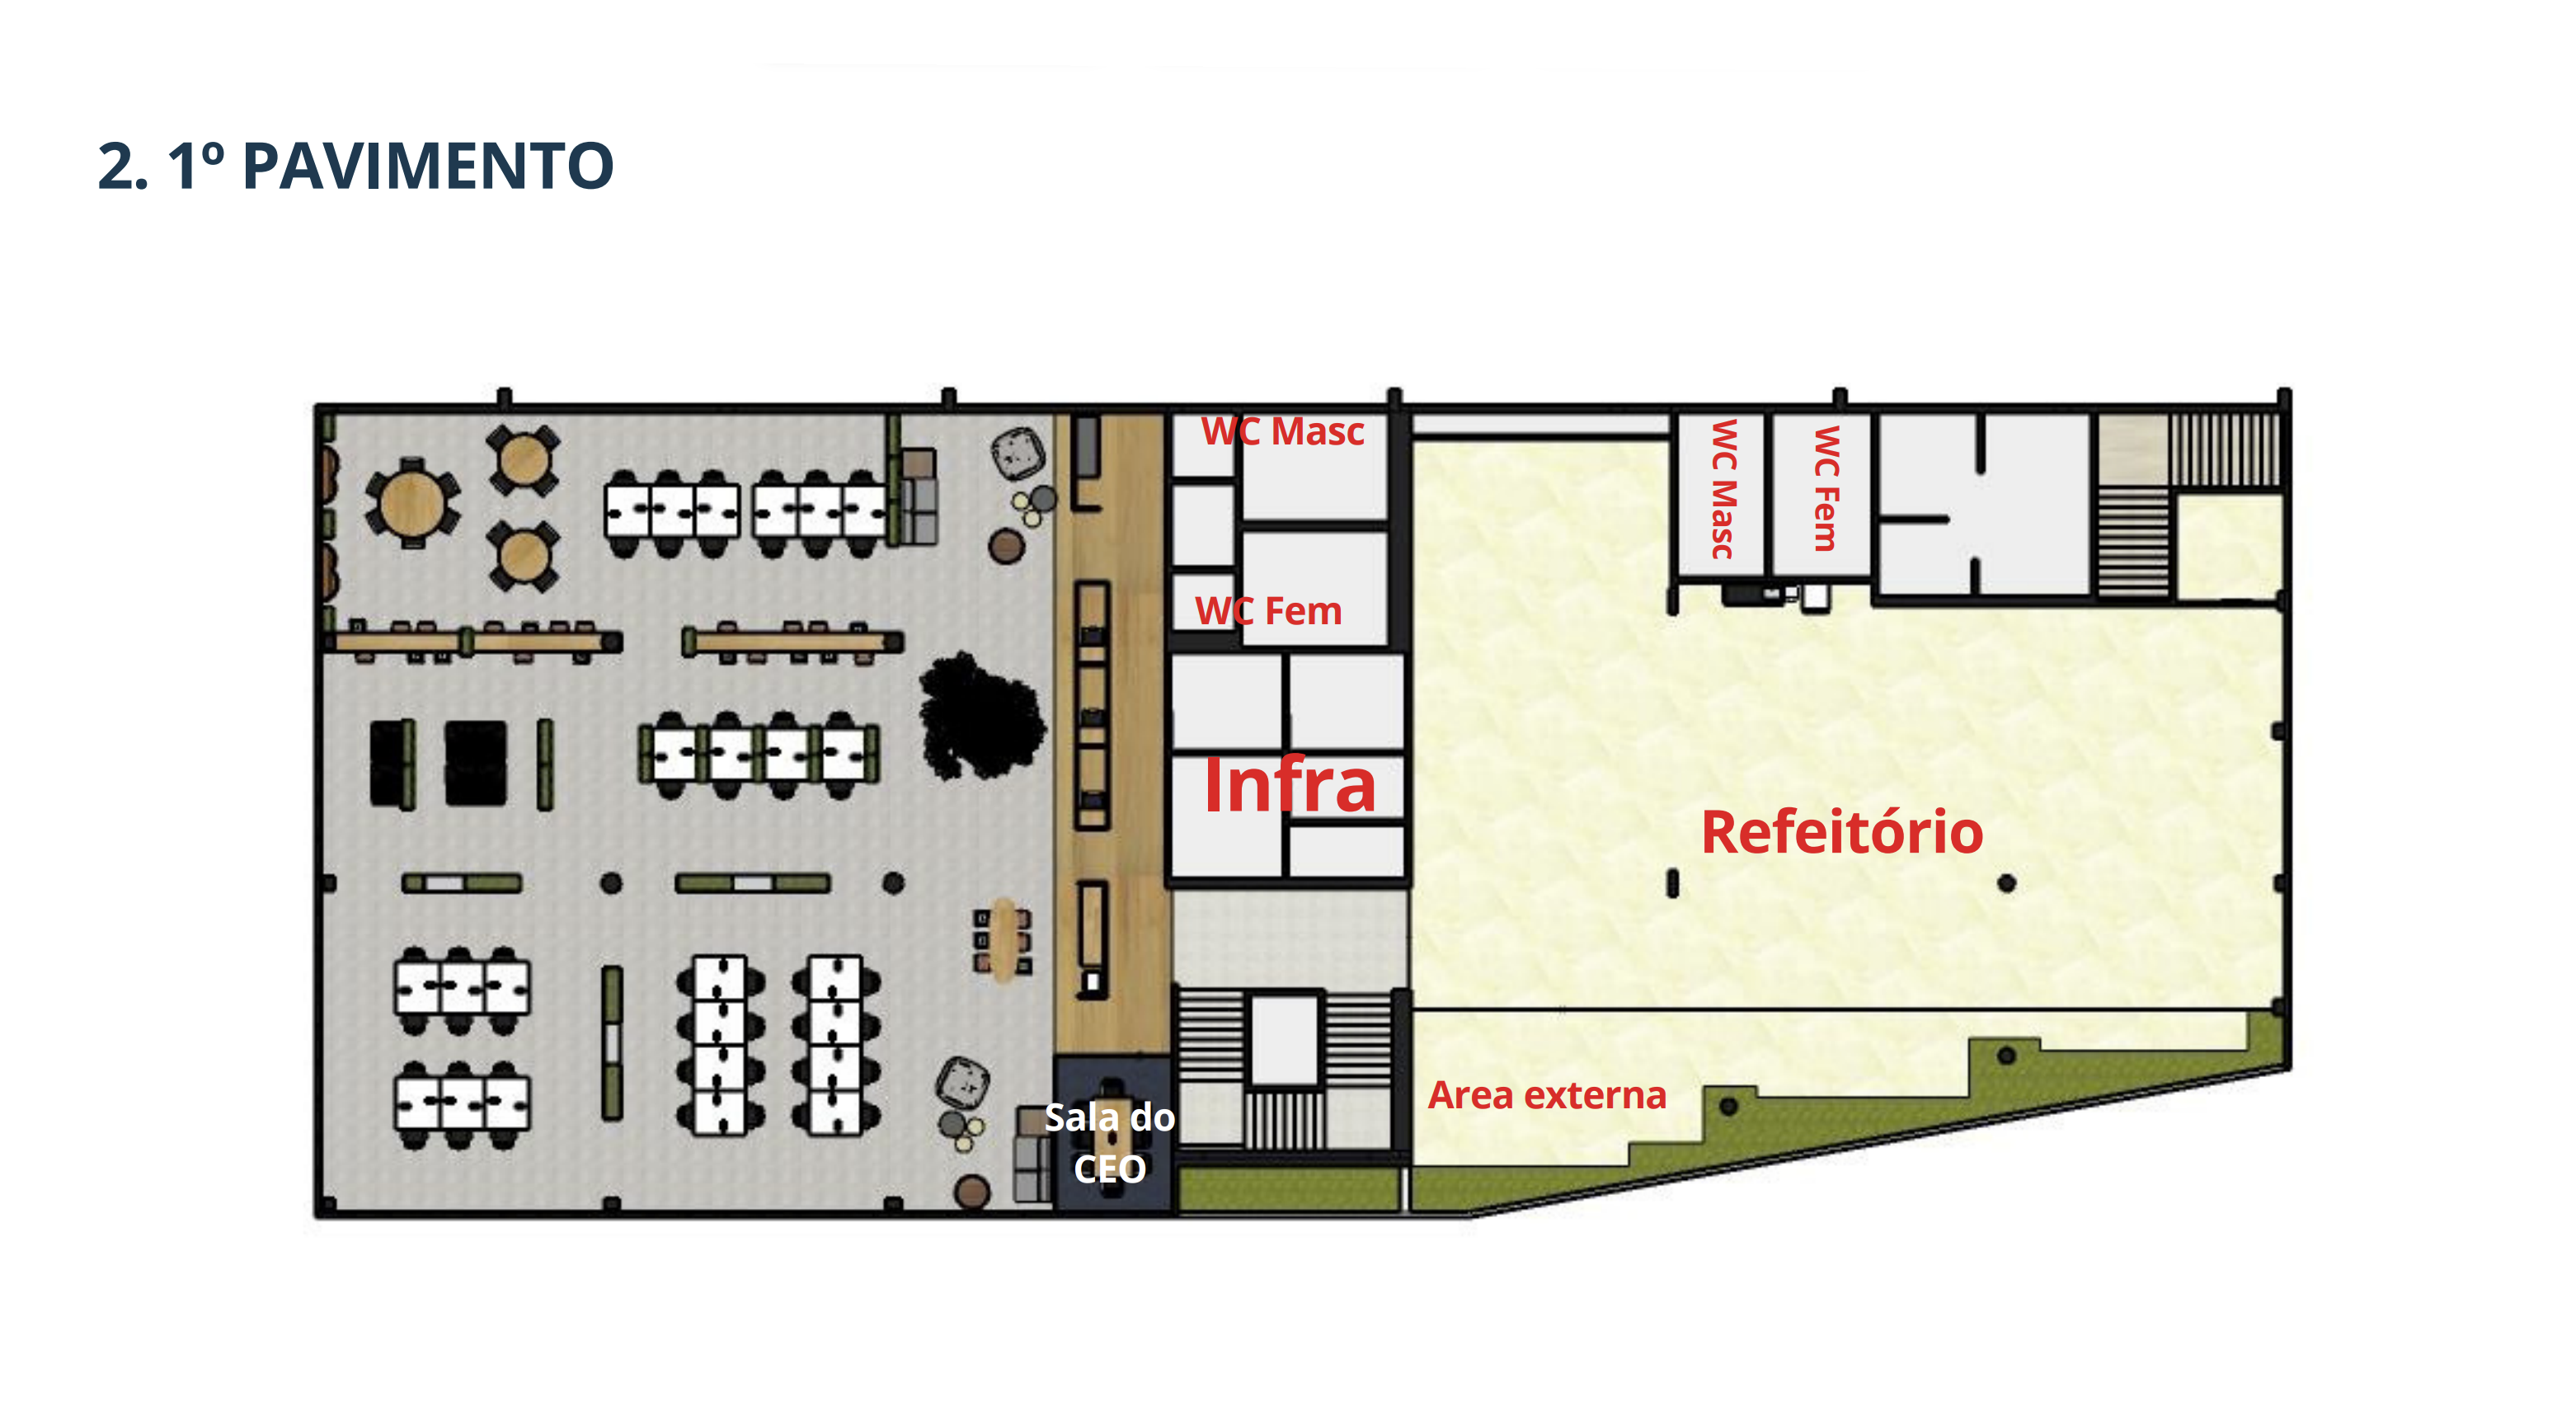 2. 1º PAVIMENTO
WC Masc
WC Masc
WC Fem
WC Fem
Infra
Refeitório
Area externa
Sala do
CEO